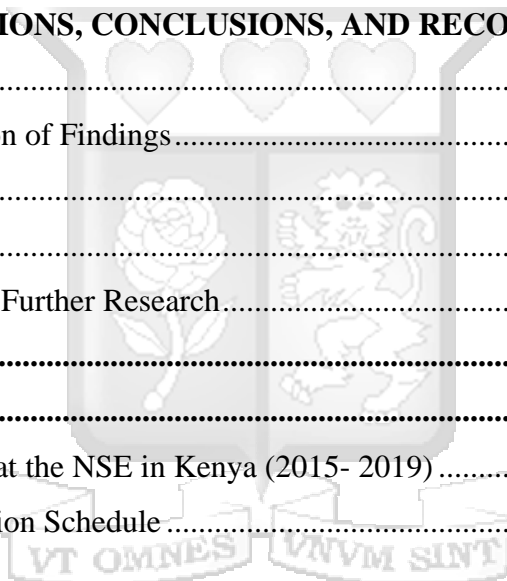 IONS, CONCLUSIONS, AND RECO
on of Findings
Further Research
at the NSE in Kenya (2015- 2019)
ion Schedule
VT OMNES VNVM SINT